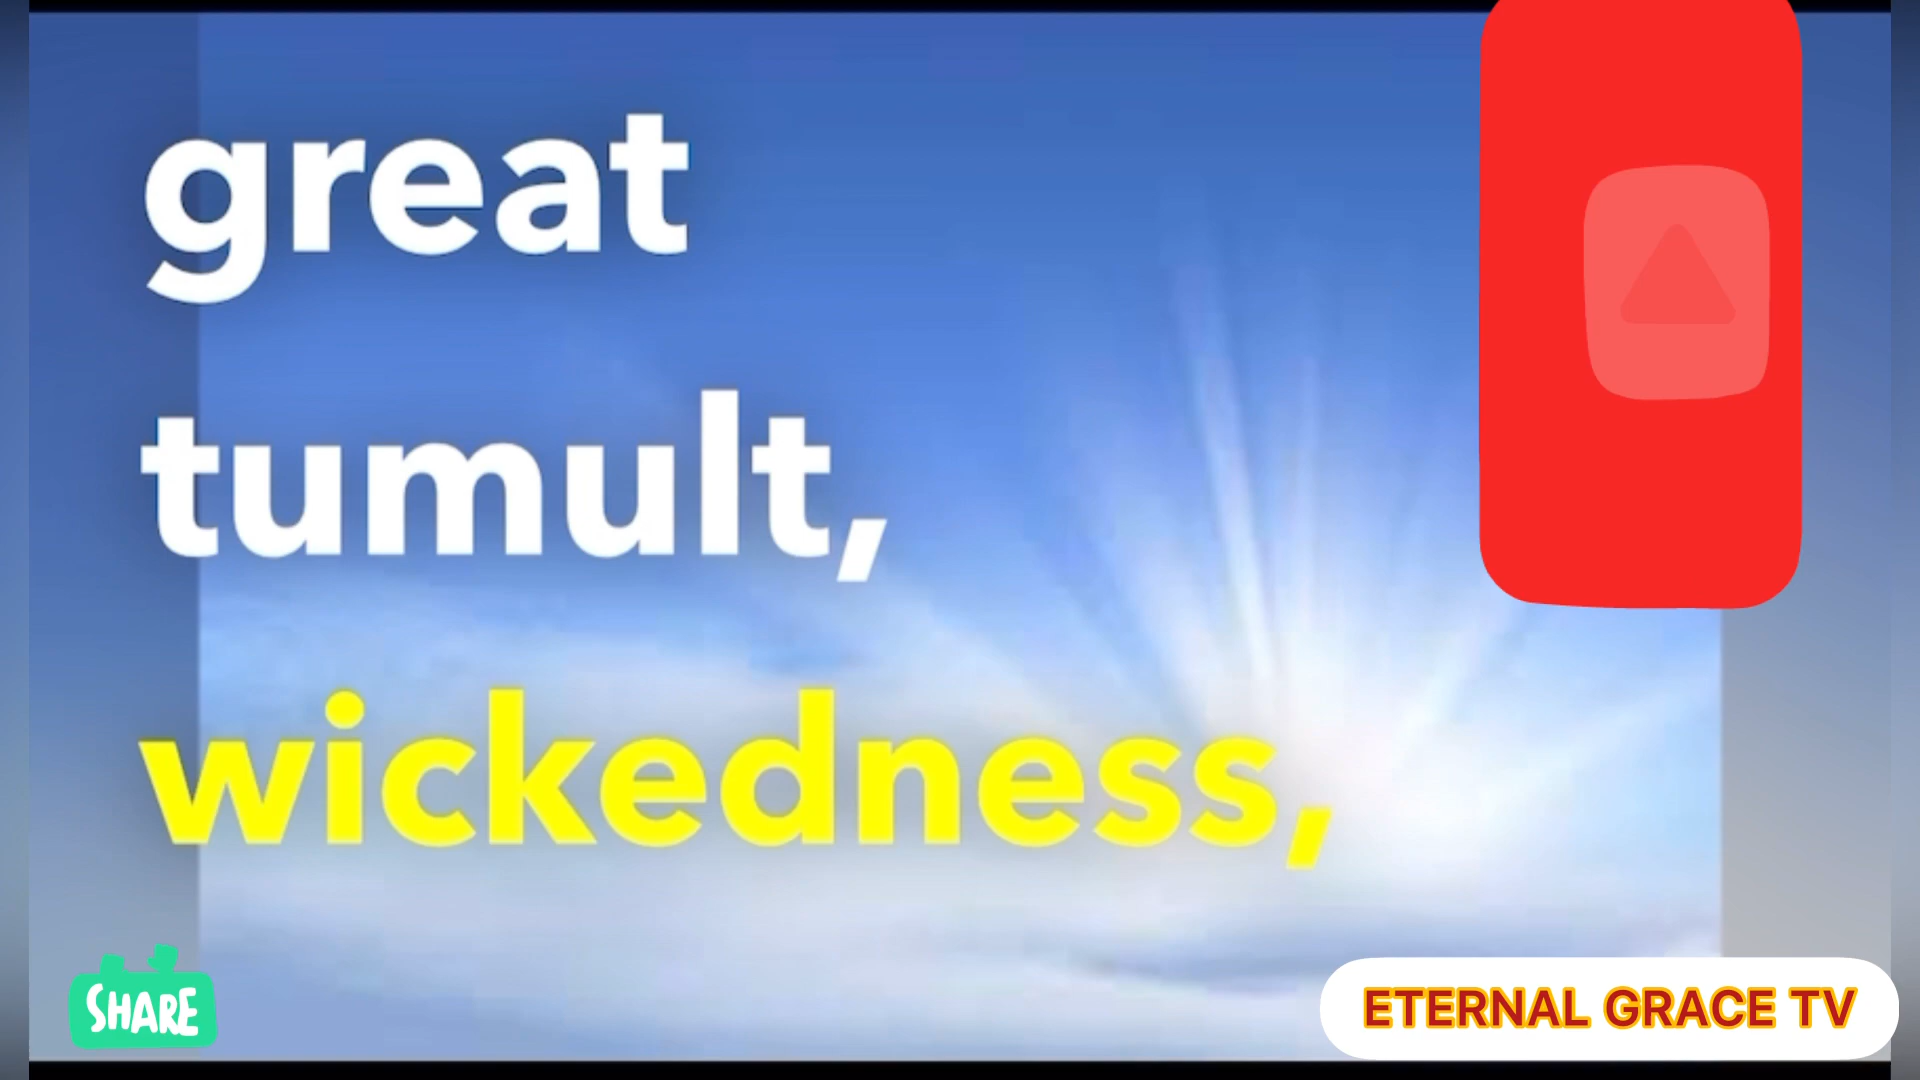 great
tumult,
wickedness,
SHARE
ETERNAL GRACE TV